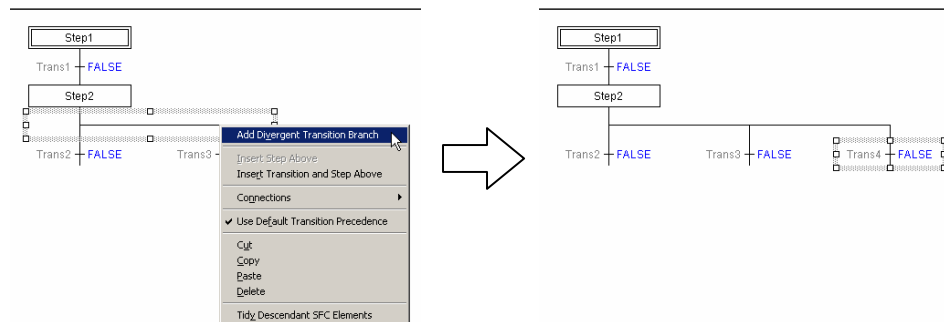 Step1
Trans1 FALSE
Step2
Trans2 FALSE Trans3
Add Divergent Transition Branch
Insert Step Above
Insert Transition and Step Above
Connections
Use Default Transition Precedence
Cut
Copy
Paste
Delete
Tidy Descendant SFC Elements
Step1
Trans1 FALSE
Step2
Trans2 FALSE Trans3 FALSE Trans4 FALSE